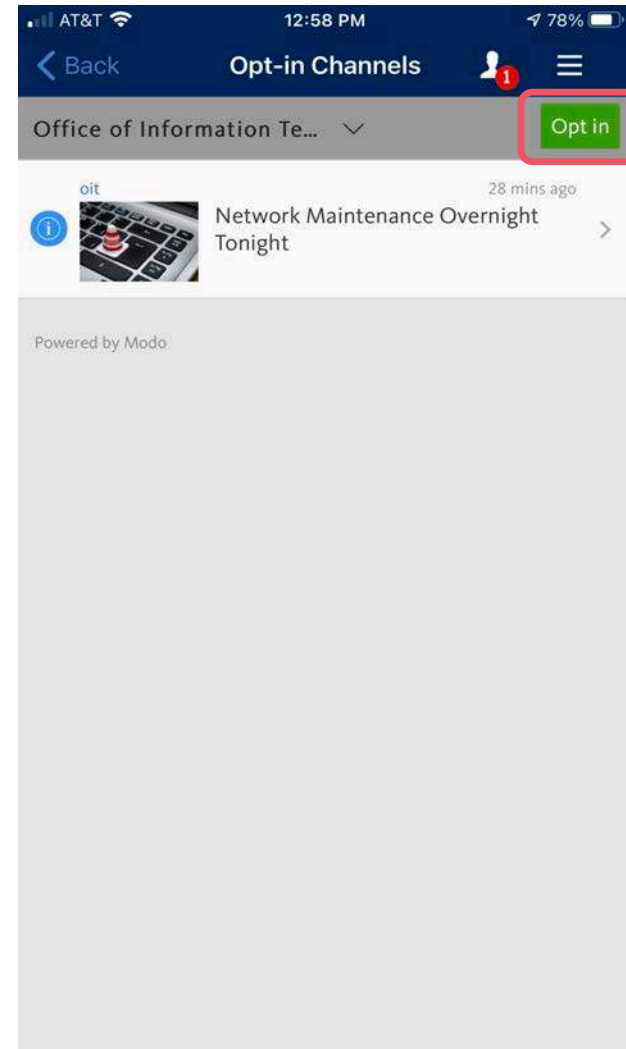 AT&T 12:58 PM 78%
Back Opt-in Channels 1
Office of Information Te... Opt in
oit 28 mins ago
Network Maintenance Overnight
Tonight
Powered by Modo